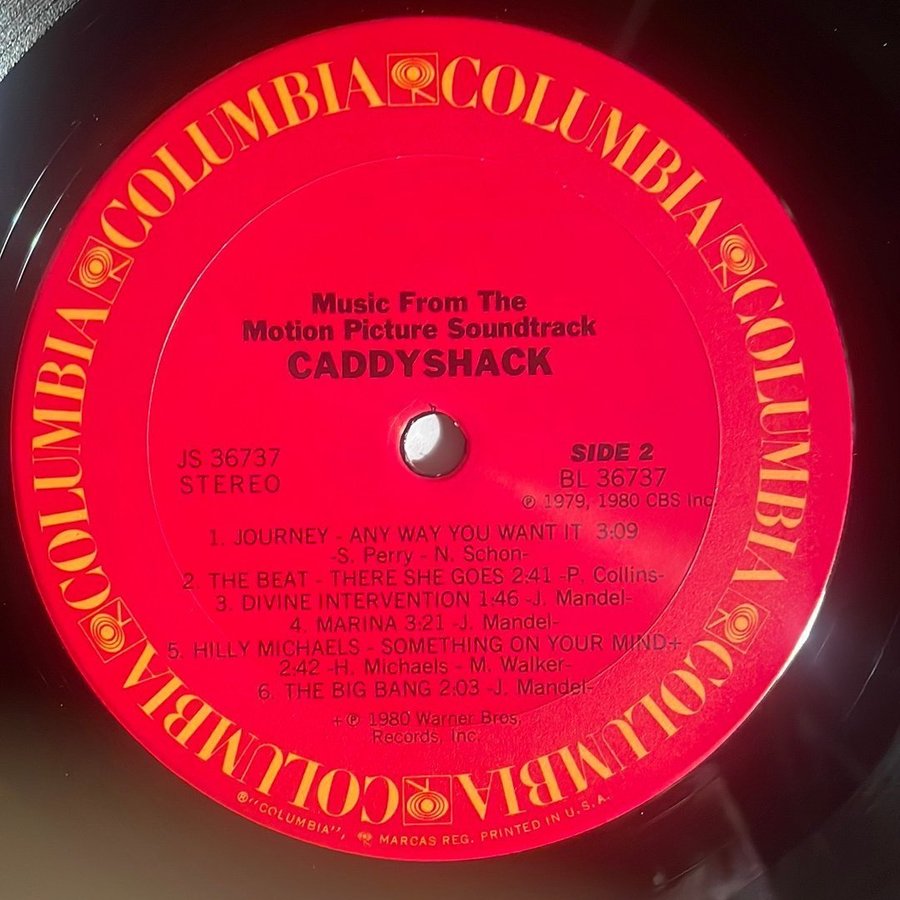 COLUMBIA COLUMBIA COLUMBIA COLUMBIA COLUMBIA COLUMBIA COLUMBIA COLUMBIA
Music From The
Motion Picture Soundtrack
CADDYSHACK
JS 36737
STEREO
SIDE 2
BL 36737
℗ 1979, 1980 CBS Inc.
1. JOURNEY - ANY WAY YOU WANT IT 3:09
-S. Perry - N. Schon-
2. THE BEAT - THERE SHE GOES 2:41 -P. Collins-
3. DIVINE INTERVENTION 1:46 -J. Mandel-
4. MARINA 3:21 -J. Mandel-
5. HILLY MICHAELS - SOMETHING ON YOUR MIND+
2:42 -H. Michaels - M. Walker-
6. THE BIG BANG 2:03 -J. Mandel-
+ ℗ 1980 Warner Bros.
Records, Inc.
®"COLUMBIA", MARCAS REG. PRINTED IN U.S.A.